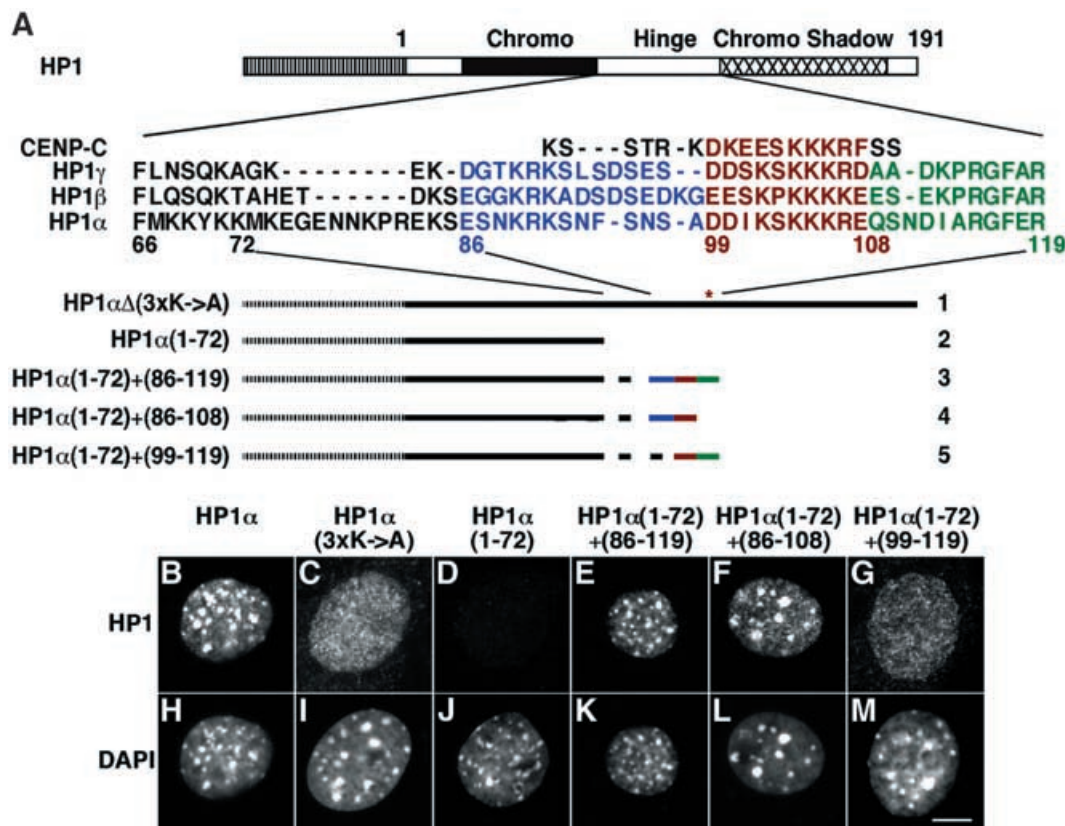 A
1 Chromo Hinge Chromo Shadow 191
HP1
CENP-C KS---STR-KDKEESKKKRFSS
HP1γ FLNSQKAGK-------EK-DGTKRKSLSDSES--DDSKSKKKRDAA-DKPRGFAR
HP1β FLQSQKTAHET-----DKSEGGKRKADSDSEDKGEESKPKKKKEES-EKPRGFAR
HP1α FMKKYKKMKEGENNKPREKSESNKRKSNF-SNS-ADDIKSKKKREQSNDIARGFER
66 72 86 99 108 119
*
HP1αΔ(3xK->A) 1
HP1α(1-72) 2
HP1α(1-72)+(86-119) 3
HP1α(1-72)+(86-108) 4
HP1α(1-72)+(99-119) 5
HP1α HP1α HP1α HP1α(1-72) HP1α(1-72) HP1α(1-72)
(3xK->A) (1-72) +(86-119) +(86-108) +(99-119)
B C D E F G
HP1
H I J K L M
DAPI